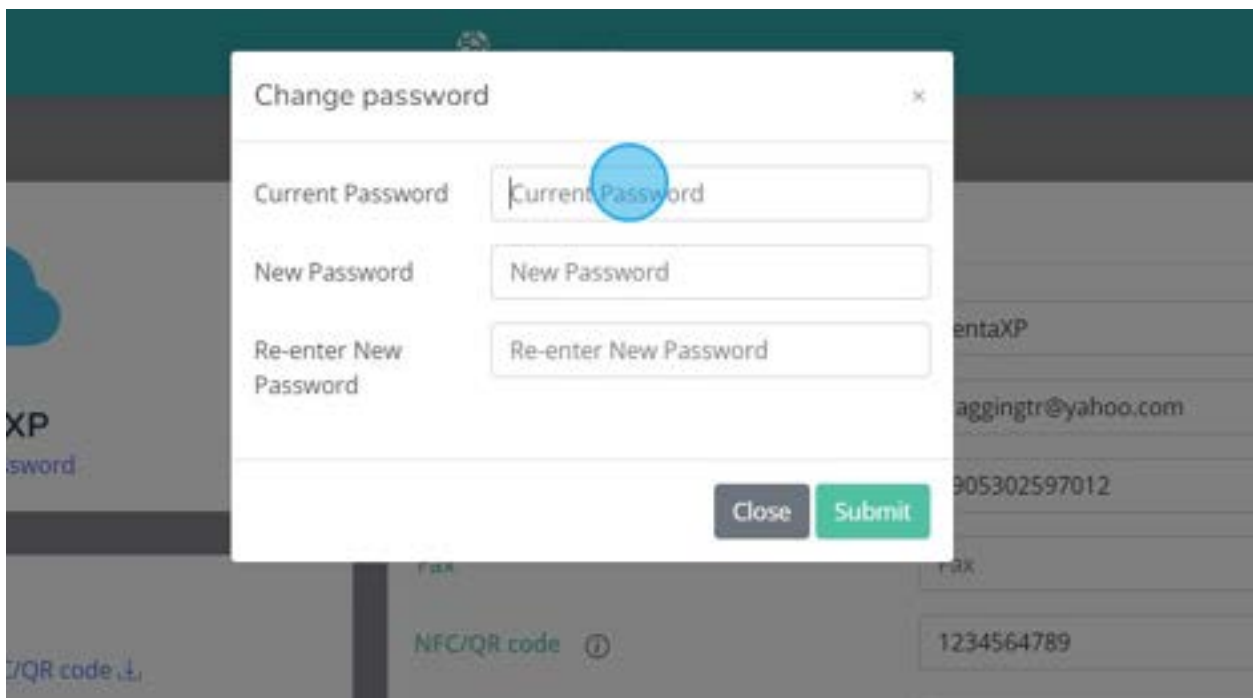 Change password
×
Current Password
Current Password
New Password
New Password
Re-enter New
Password
Re-enter New Password
Close
Submit
XP
sword
/QR code
entaXP
aggingtr@yahoo.com
905302597012
Fax
Fax
NFC/QR code
1234564789